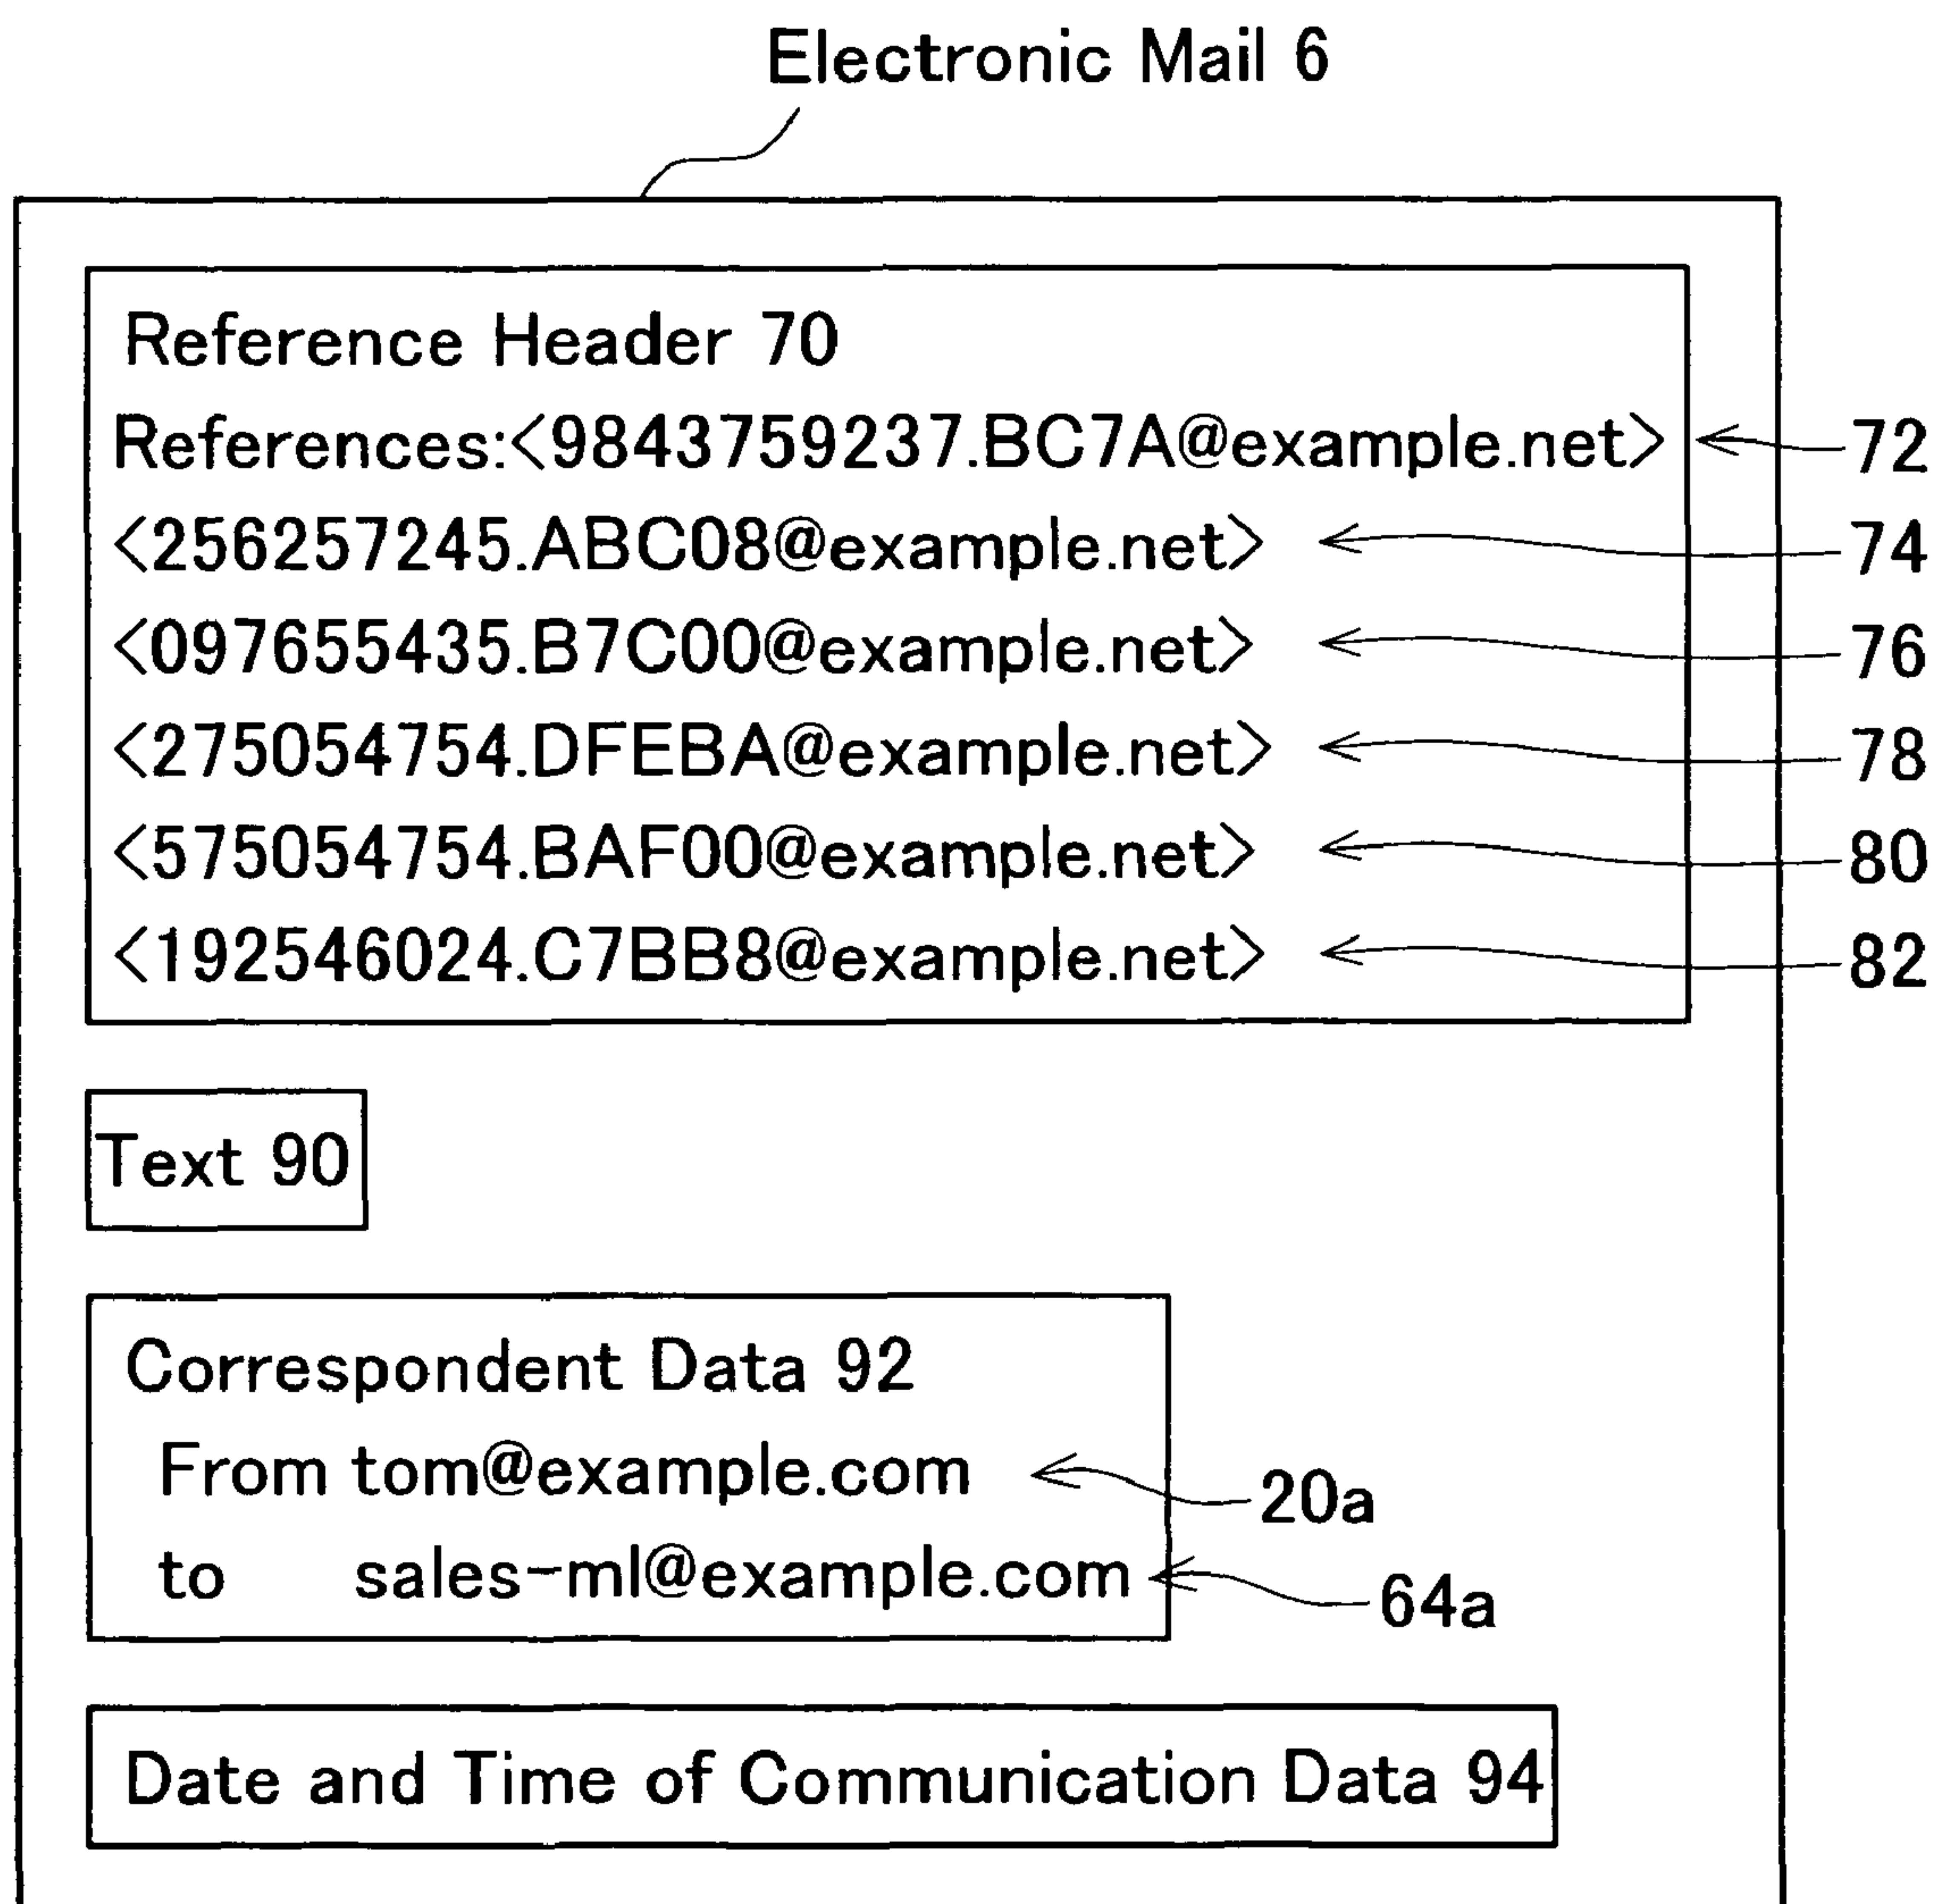 Electronic Mail 6
Reference Header 70
References:<9843759237.BC7A@example.net> 72
<256257245.ABC08@example.net> 74
<097655435.B7C00@example.net> 76
<275054754.DFEBA@example.net> 78
<575054754.BAF00@example.net> 80
<192546024.C7BB8@example.net> 82
Text 90
Correspondent Data 92
From tom@example.com 20a
to sales-ml@example.com 64a
Date and Time of Communication Data 94